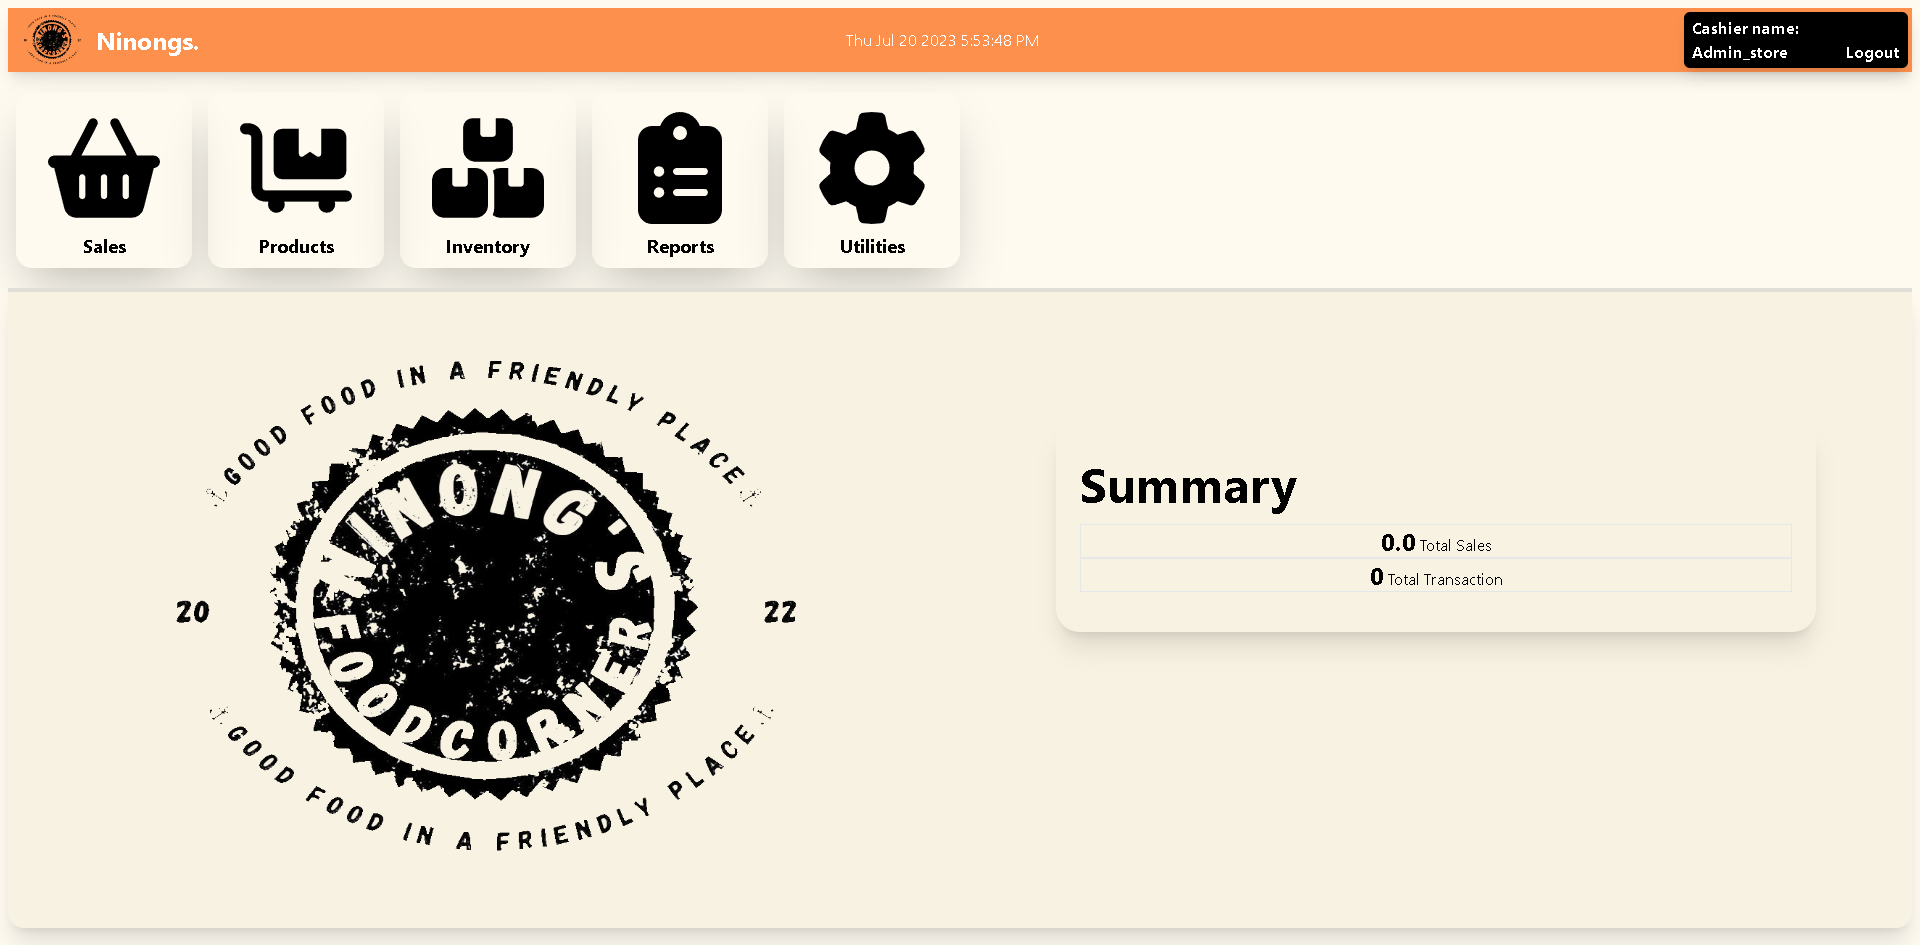 Ninongs.
Thu Jul 20 2023 5:53:48 PM
Cashier name:
Admin_store
Logout
Sales
Products
Inventory
Reports
Utilities
GOOD FOOD IN A FRIENDLY PLACE
NINONG'S
FOODCORNER
20
22
GOOD FOOD IN A FRIENDLY PLACE
Summary
0.0 Total Sales
0 Total Transaction